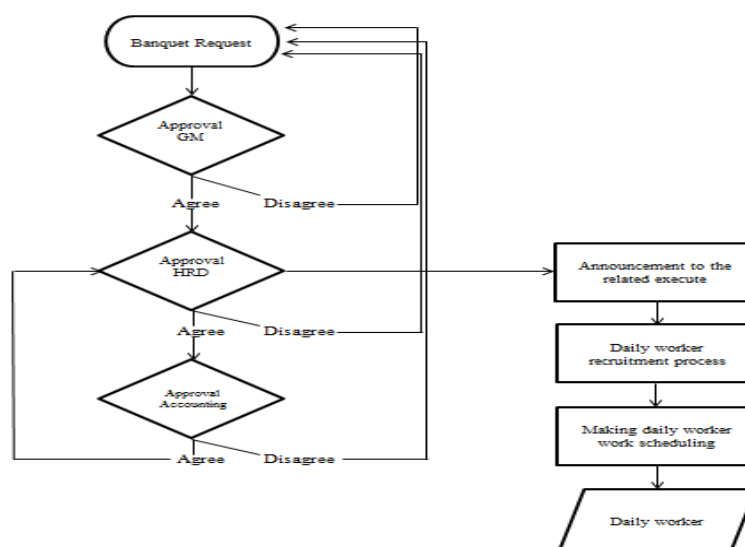 Banquet Request
Approval
GM
Agree
Disagree
Approval
HRD
Announcement to the
related execute
Agree
Disagree
Daily worker
recruitment process
Approval
Accounting
Making daily worker
work scheduling
Agree
Disagree
Daily worker